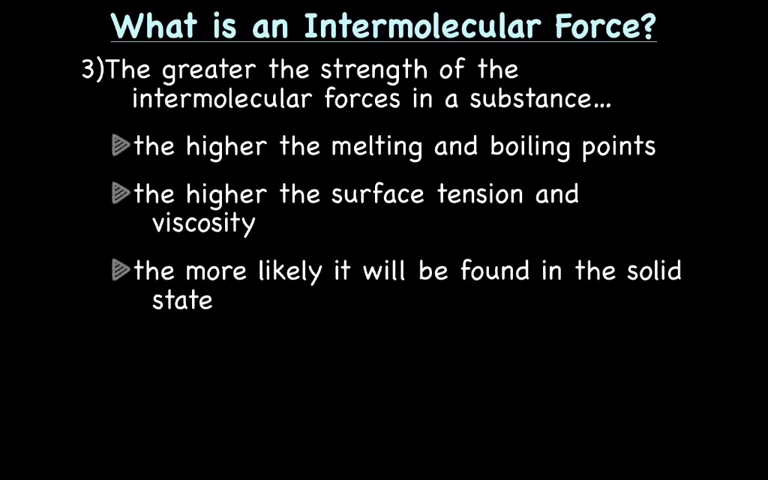 What is an Intermolecular Force?
3)The greater the strength of the
intermolecular forces in a substance...
the higher the melting and boiling points
the higher the surface tension and
viscosity
the more likely it will be found in the solid
state